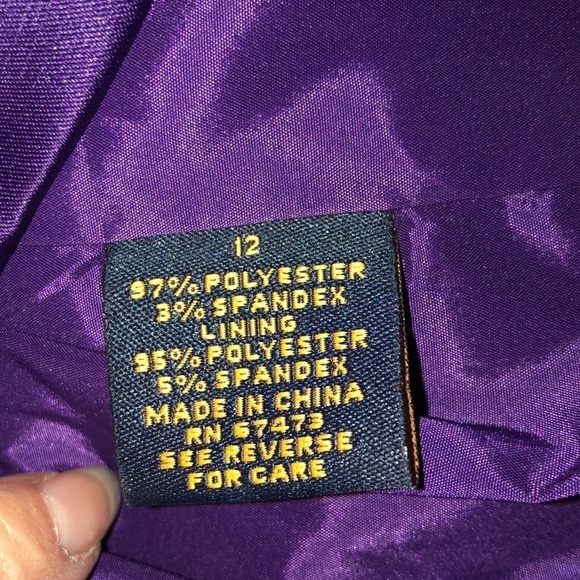 12
97% POLYESTER
3% SPANDEX
LINING
95% POLYESTER
5% SPANDEX
MADE IN CHINA
RN 67473
SEE REVERSE
FOR CARE